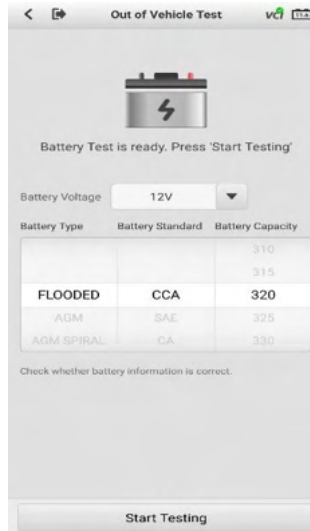 Out of Vehicle Test
VCI
Battery Test is ready. Press 'Start Testing'
Battery Voltage 12V
Battery Type Battery Standard Battery Capacity
310
315
FLOODED CCA 320
AGM SAE 325
AGM SPIRAL CA 330
Check whether battery information is correct.
Start Testing